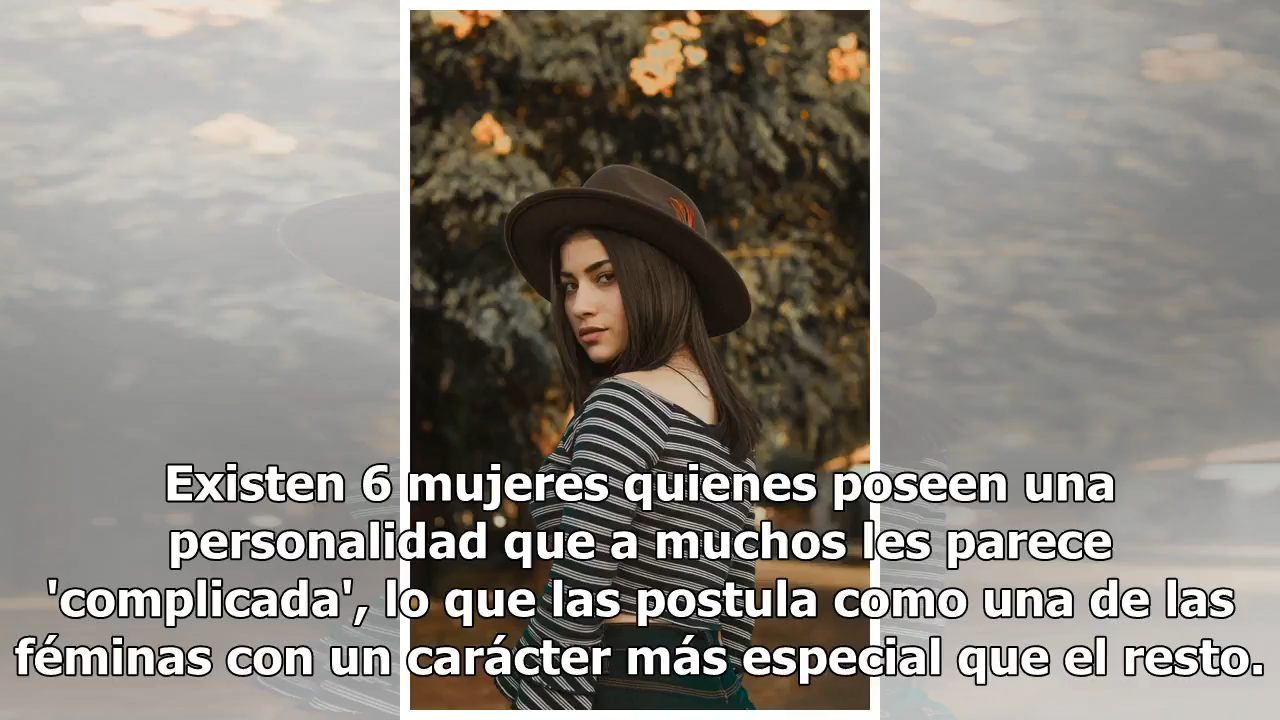 Existen 6 mujeres quienes poseen una
personalidad que a muchos les parece
'complicada', lo que las postula como una de las
féminas con un carácter más especial que el resto.